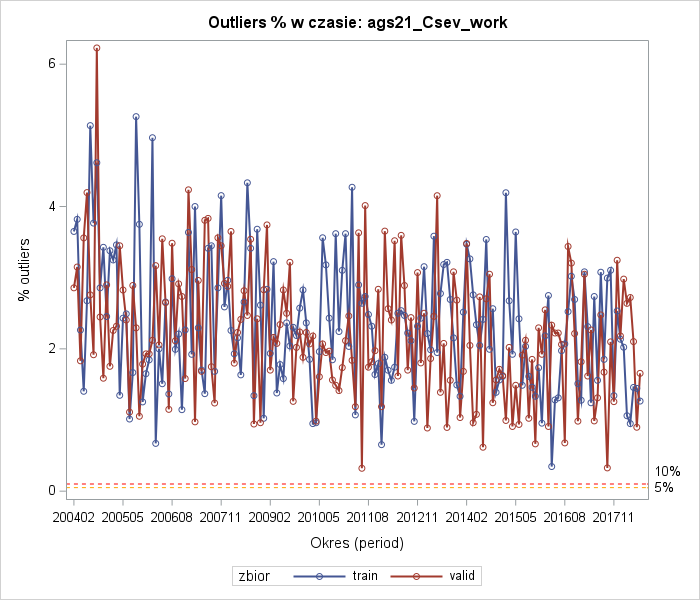 Outliers % w czasie: ags21_Csev_work
% outliers
6
4
2
0
10%
5%
200402 200505 200608 200711 200902 201005 201108 201211 201402 201505 201608 201711
Okres (period)
zbior train valid